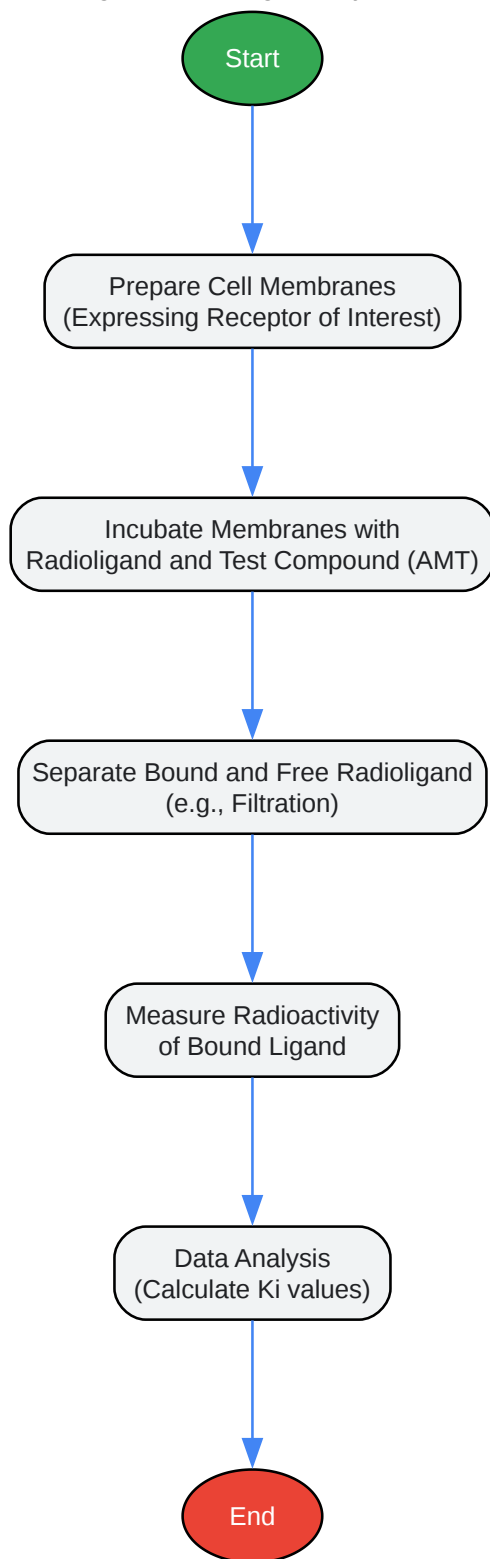 Start
Prepare Cell Membranes
(Expressing Receptor of Interest)
Incubate Membranes with
Radioligand and Test Compound (AMT)
Separate Bound and Free Radioligand
(e.g., Filtration)
Measure Radioactivity
of Bound Ligand
Data Analysis
(Calculate Ki values)
End